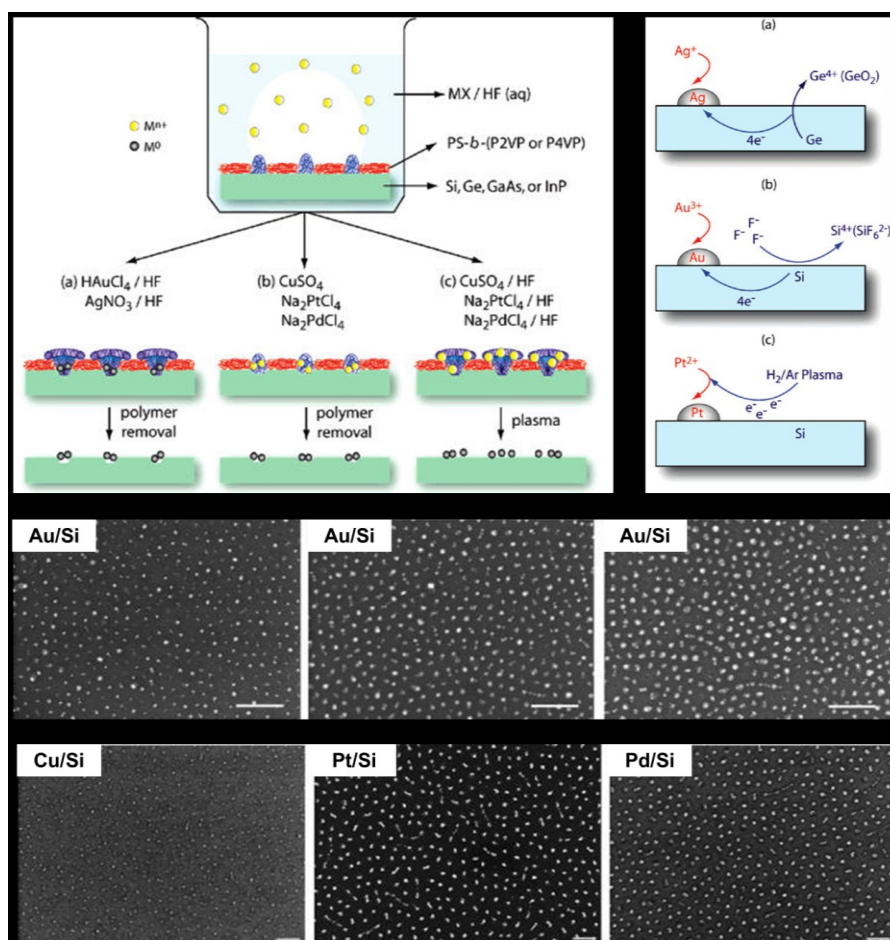 Mⁿ⁺
M⁰
MX / HF (aq)
PS-b-(P2VP or P4VP)
Si, Ge, GaAs, or InP
(a) HAuCl₄ / HF
AgNO₃ / HF
(b) CuSO₄
Na₂PtCl₄
Na₂PdCl₄
(c) CuSO₄ / HF
Na₂PtCl₄ / HF
Na₂PdCl₄ / HF
polymer
removal
polymer
removal
plasma
(a)
Ag⁺
Ge⁴⁺ (GeO₂)
Ag
4e⁻
Ge
(b)
Au³⁺
F⁻
F⁻
F⁻
Si⁴⁺(SiF₆²⁻)
Au
Si
4e⁻
(c)
Pt²⁺
H₂/Ar Plasma
e⁻
e⁻
e⁻
Pt
Si
Au/Si
Au/Si
Au/Si
Cu/Si
Pt/Si
Pd/Si